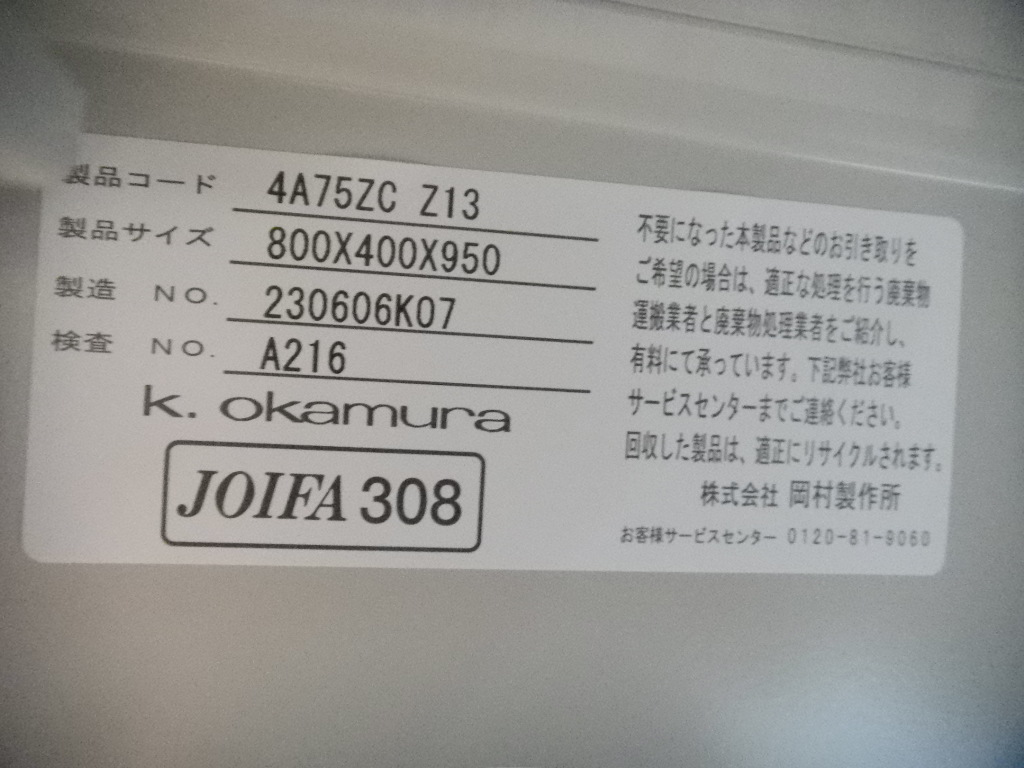 製品コード 4A75ZC Z13
製品サイズ 800X400X950
製造 NO. 230606K07
検査 NO. A216
k. okamura
JOIFA 308
不要になった本製品などのお引き取りを
ご希望の場合は、適正な処理を行う廃棄物
運搬業者と廃棄物処理業者をご紹介し、
有料にて承っています。下記弊社お客様
サービスセンターまでご連絡ください。
回収した製品は、適正にリサイクルされます。
株式会社 岡村製作所
お客様サービスセンター 0120-81-9060